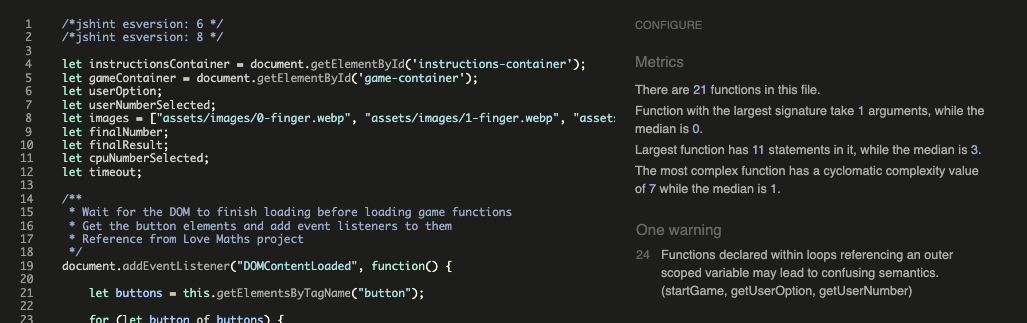 1 /*jshint esversion: 6 */
2 /*jshint esversion: 8 */
3
4 let instructionsContainer = document.getElementById('instructions-container');
5 let gameContainer = document.getElementById('game-container');
6 let userOption;
7 let userNumberSelected;
8 let images = ["assets/images/0-finger.webp", "assets/images/1-finger.webp", "asset
9 let finalNumber;
10 let finalResult;
11 let cpuNumberSelected;
12 let timeout;
13
14 /**
15 * Wait for the DOM to finish loading before loading game functions
16 * Get the button elements and add event listeners to them
17 * Reference from Love Maths project
18 */
19 document.addEventListener("DOMContentLoaded", function() {
20
21 let buttons = this.getElementsByTagName("button");
22
23 for (let button of buttons) {
CONFIGURE
Metrics
There are 21 functions in this file.
Function with the largest signature take 1 arguments, while the
median is 0.
Largest function has 11 statements in it, while the median is 3.
The most complex function has a cyclomatic complexity value
of 7 while the median is 1.
One warning
24 Functions declared within loops referencing an outer
scoped variable may lead to confusing semantics.
(startGame, getUserOption, getUserNumber)